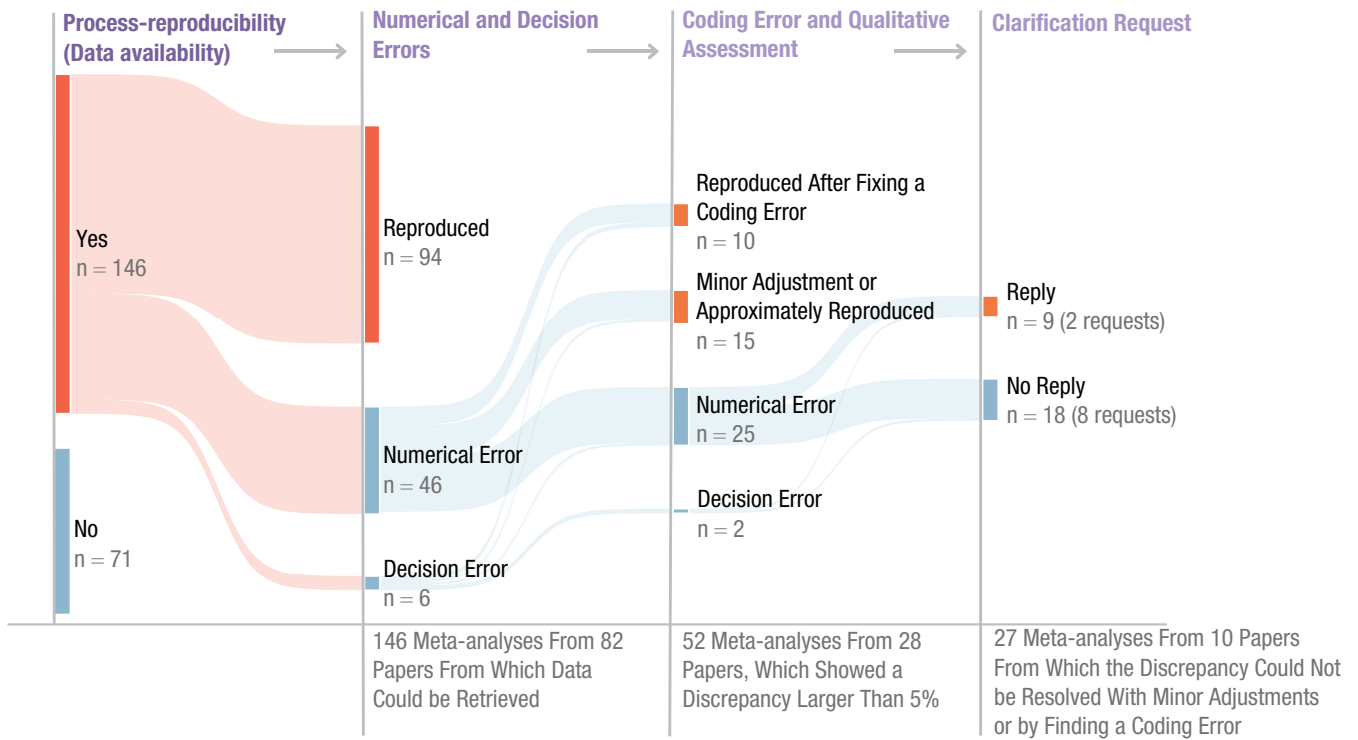 Process-reproducibility
(Data availability)
Numerical and Decision
Errors
Coding Error and Qualitative
Assessment
Clarification Request
Yes
n = 146
No
n = 71
Reproduced
n = 94
Numerical Error
n = 46
Decision Error
n = 6
Reproduced After Fixing a
Coding Error
n = 10
Minor Adjustment or
Approximately Reproduced
n = 15
Numerical Error
n = 25
Decision Error
n = 2
Reply
n = 9 (2 requests)
No Reply
n = 18 (8 requests)
146 Meta-analyses From 82
Papers From Which Data
Could be Retrieved
52 Meta-analyses From 28
Papers, Which Showed a
Discrepancy Larger Than 5%
27 Meta-analyses From 10 Papers
From Which the Discrepancy Could Not
be Resolved With Minor Adjustments
or by Finding a Coding Error